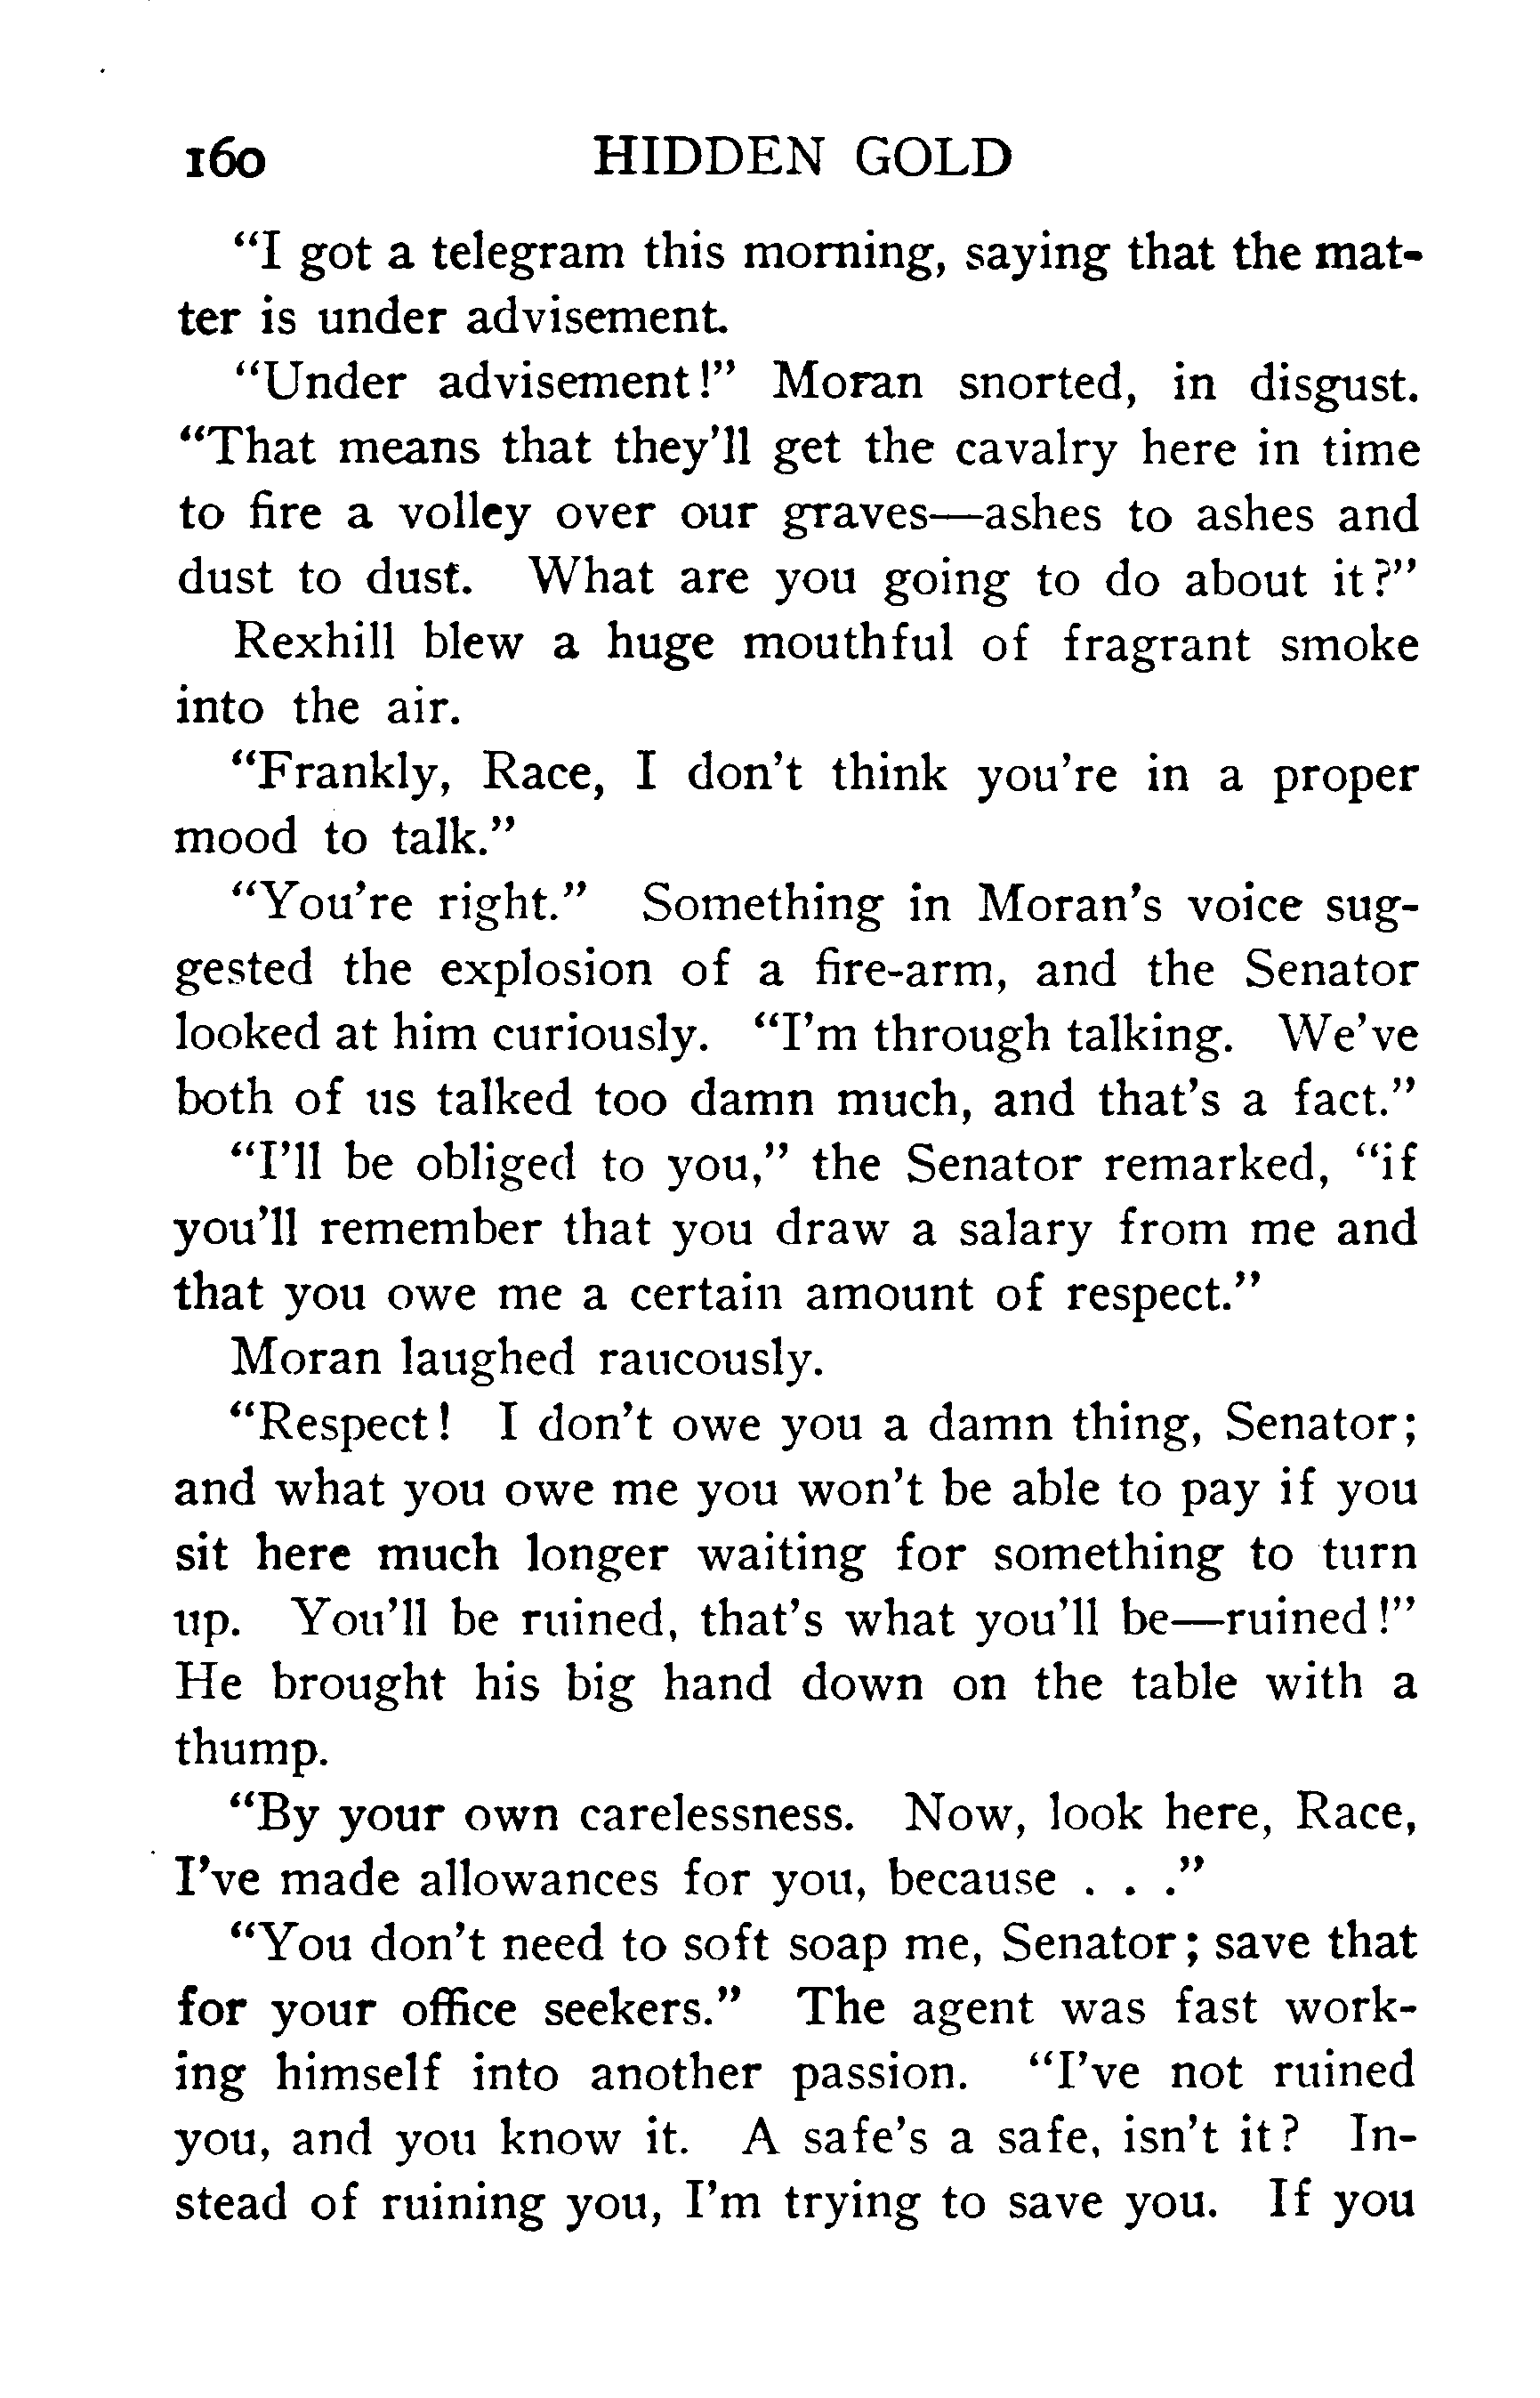 160 HIDDEN GOLD
"I got a telegram this morning, saying that the mat-
ter is under advisement.
"Under advisement!" Moran snorted, in disgust.
"That means that they'll get the cavalry here in time
to fire a volley over our graves—ashes to ashes and
dust to dust. What are you going to do about it?"
Rexhill blew a huge mouthful of fragrant smoke
into the air.
"Frankly, Race, I don't think you're in a proper
mood to talk."
"You're right." Something in Moran's voice sug-
gested the explosion of a fire-arm, and the Senator
looked at him curiously. "I'm through talking. We've
both of us talked too damn much, and that's a fact."
"I'll be obliged to you," the Senator remarked, "if
you'll remember that you draw a salary from me and
that you owe me a certain amount of respect."
Moran laughed raucously.
"Respect! I don't owe you a damn thing, Senator;
and what you owe me you won't be able to pay if you
sit here much longer waiting for something to turn
up. You'll be ruined, that's what you'll be—ruined!"
He brought his big hand down on the table with a
thump.
"By your own carelessness. Now, look here, Race,
I've made allowances for you, because . . ."
"You don't need to soft soap me, Senator; save that
for your office seekers." The agent was fast work-
ing himself into another passion. "I've not ruined
you, and you know it. A safe's a safe, isn't it? In-
stead of ruining you, I'm trying to save you. If you